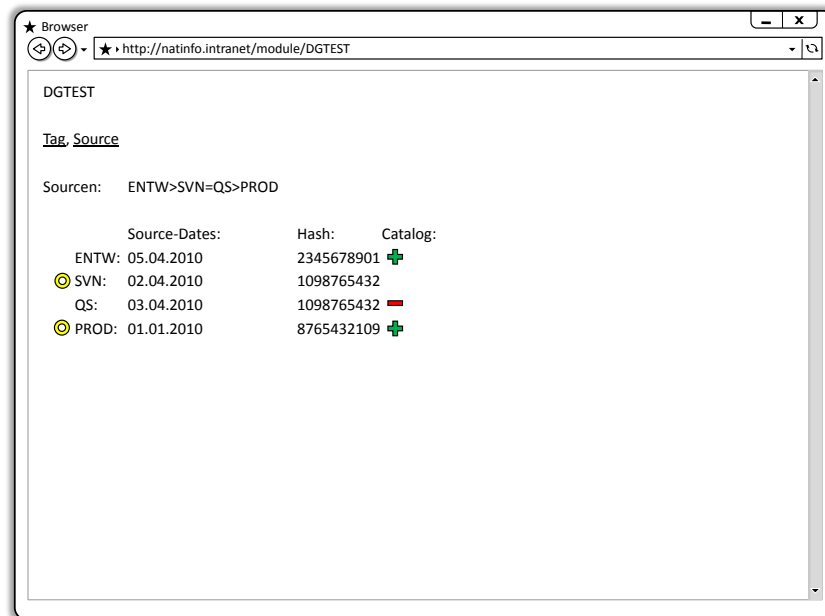 Browser
x
http://natinfo.intranet/module/DGTEST
DGTEST
Tag, Source
Sourcen: ENTW>SVN=QS>PROD
Source-Dates: Hash: Catalog:
ENTW: 05.04.2010 2345678901
SVN: 02.04.2010 1098765432
QS: 03.04.2010 1098765432
PROD: 01.01.2010 8765432109